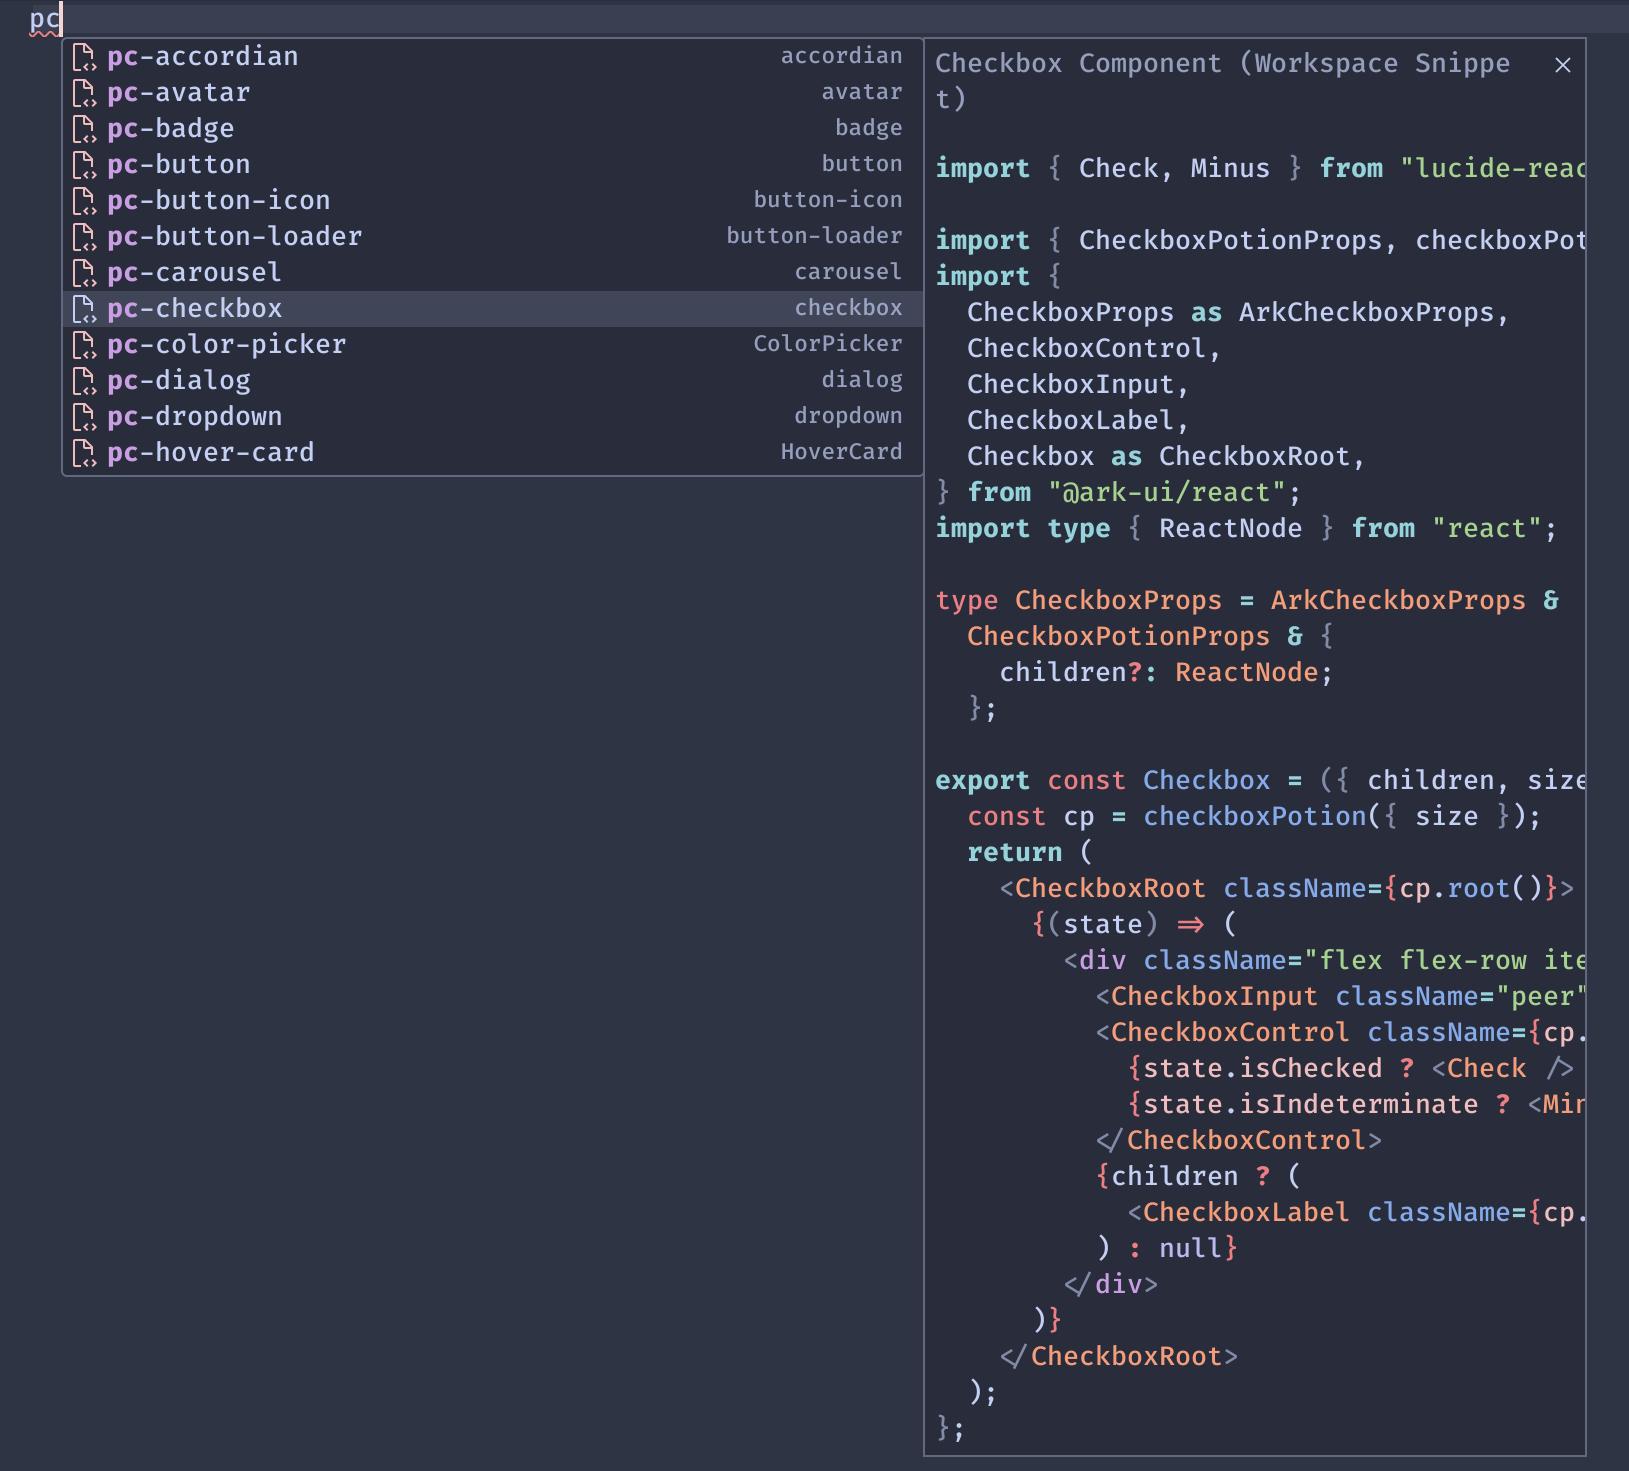 pc
pc-accordian accordian
pc-avatar avatar
pc-badge badge
pc-button button
pc-button-icon button-icon
pc-button-loader button-loader
pc-carousel carousel
pc-checkbox checkbox
pc-color-picker ColorPicker
pc-dialog dialog
pc-dropdown dropdown
pc-hover-card HoverCard
Checkbox Component (Workspace Snippe
t)
import { Check, Minus } from "lucide-reac
import { CheckboxPotionProps, checkboxPot
import {
  CheckboxProps as ArkCheckboxProps,
  CheckboxControl,
  CheckboxInput,
  CheckboxLabel,
  Checkbox as CheckboxRoot,
} from "@ark-ui/react";
import type { ReactNode } from "react";
type CheckboxProps = ArkCheckboxProps &
  CheckboxPotionProps & {
    children?: ReactNode;
  };
export const Checkbox = ({ children, size
  const cp = checkboxPotion({ size });
  return (
    <CheckboxRoot className={cp.root()}>
      {(state) => (
        <div className="flex flex-row ite
          <CheckboxInput className="peer"
          <CheckboxControl className={cp.
            {state.isChecked ? <Check />
            {state.isIndeterminate ? <Min
          </CheckboxControl>
          {children ? (
            <CheckboxLabel className={cp.
          ) : null}
        </div>
      )}
    </CheckboxRoot>
  );
};